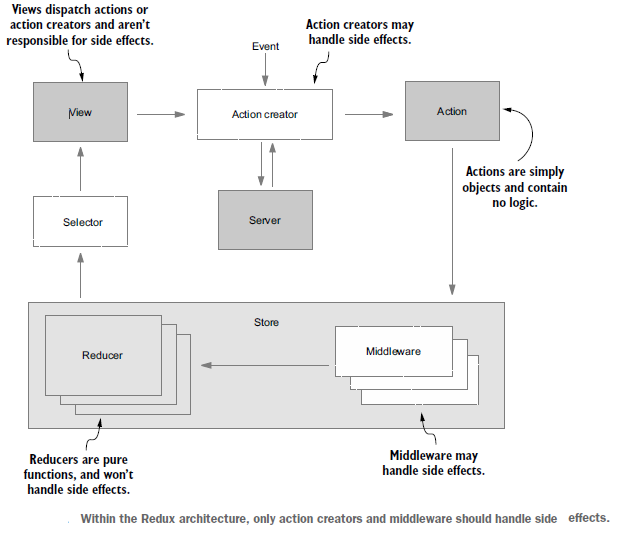 Views dispatch actions or
action creators and aren't
responsible for side effects.
Action creators may
handle side effects.
Event
View
Action creator
Action
Actions are simply
objects and contain
no logic.
Selector
Server
Store
Reducer
Middleware
Reducers are pure
functions, and won't
handle side effects.
Middleware may
handle side effects.
Within the Redux architecture, only action creators and middleware should handle side effects.